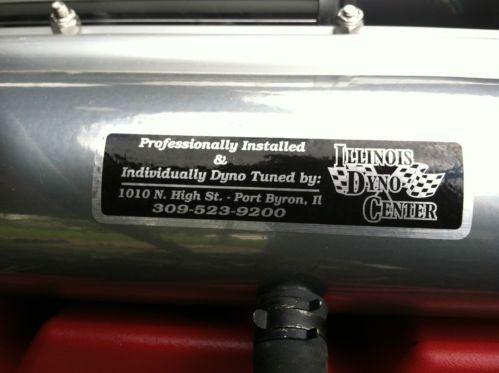 Professionally Installed
&
Individually Dyno Tuned by:
1010 N. High St. - Port Byron, Il
309-523-9200
ILLINOIS
DYNO
CENTER